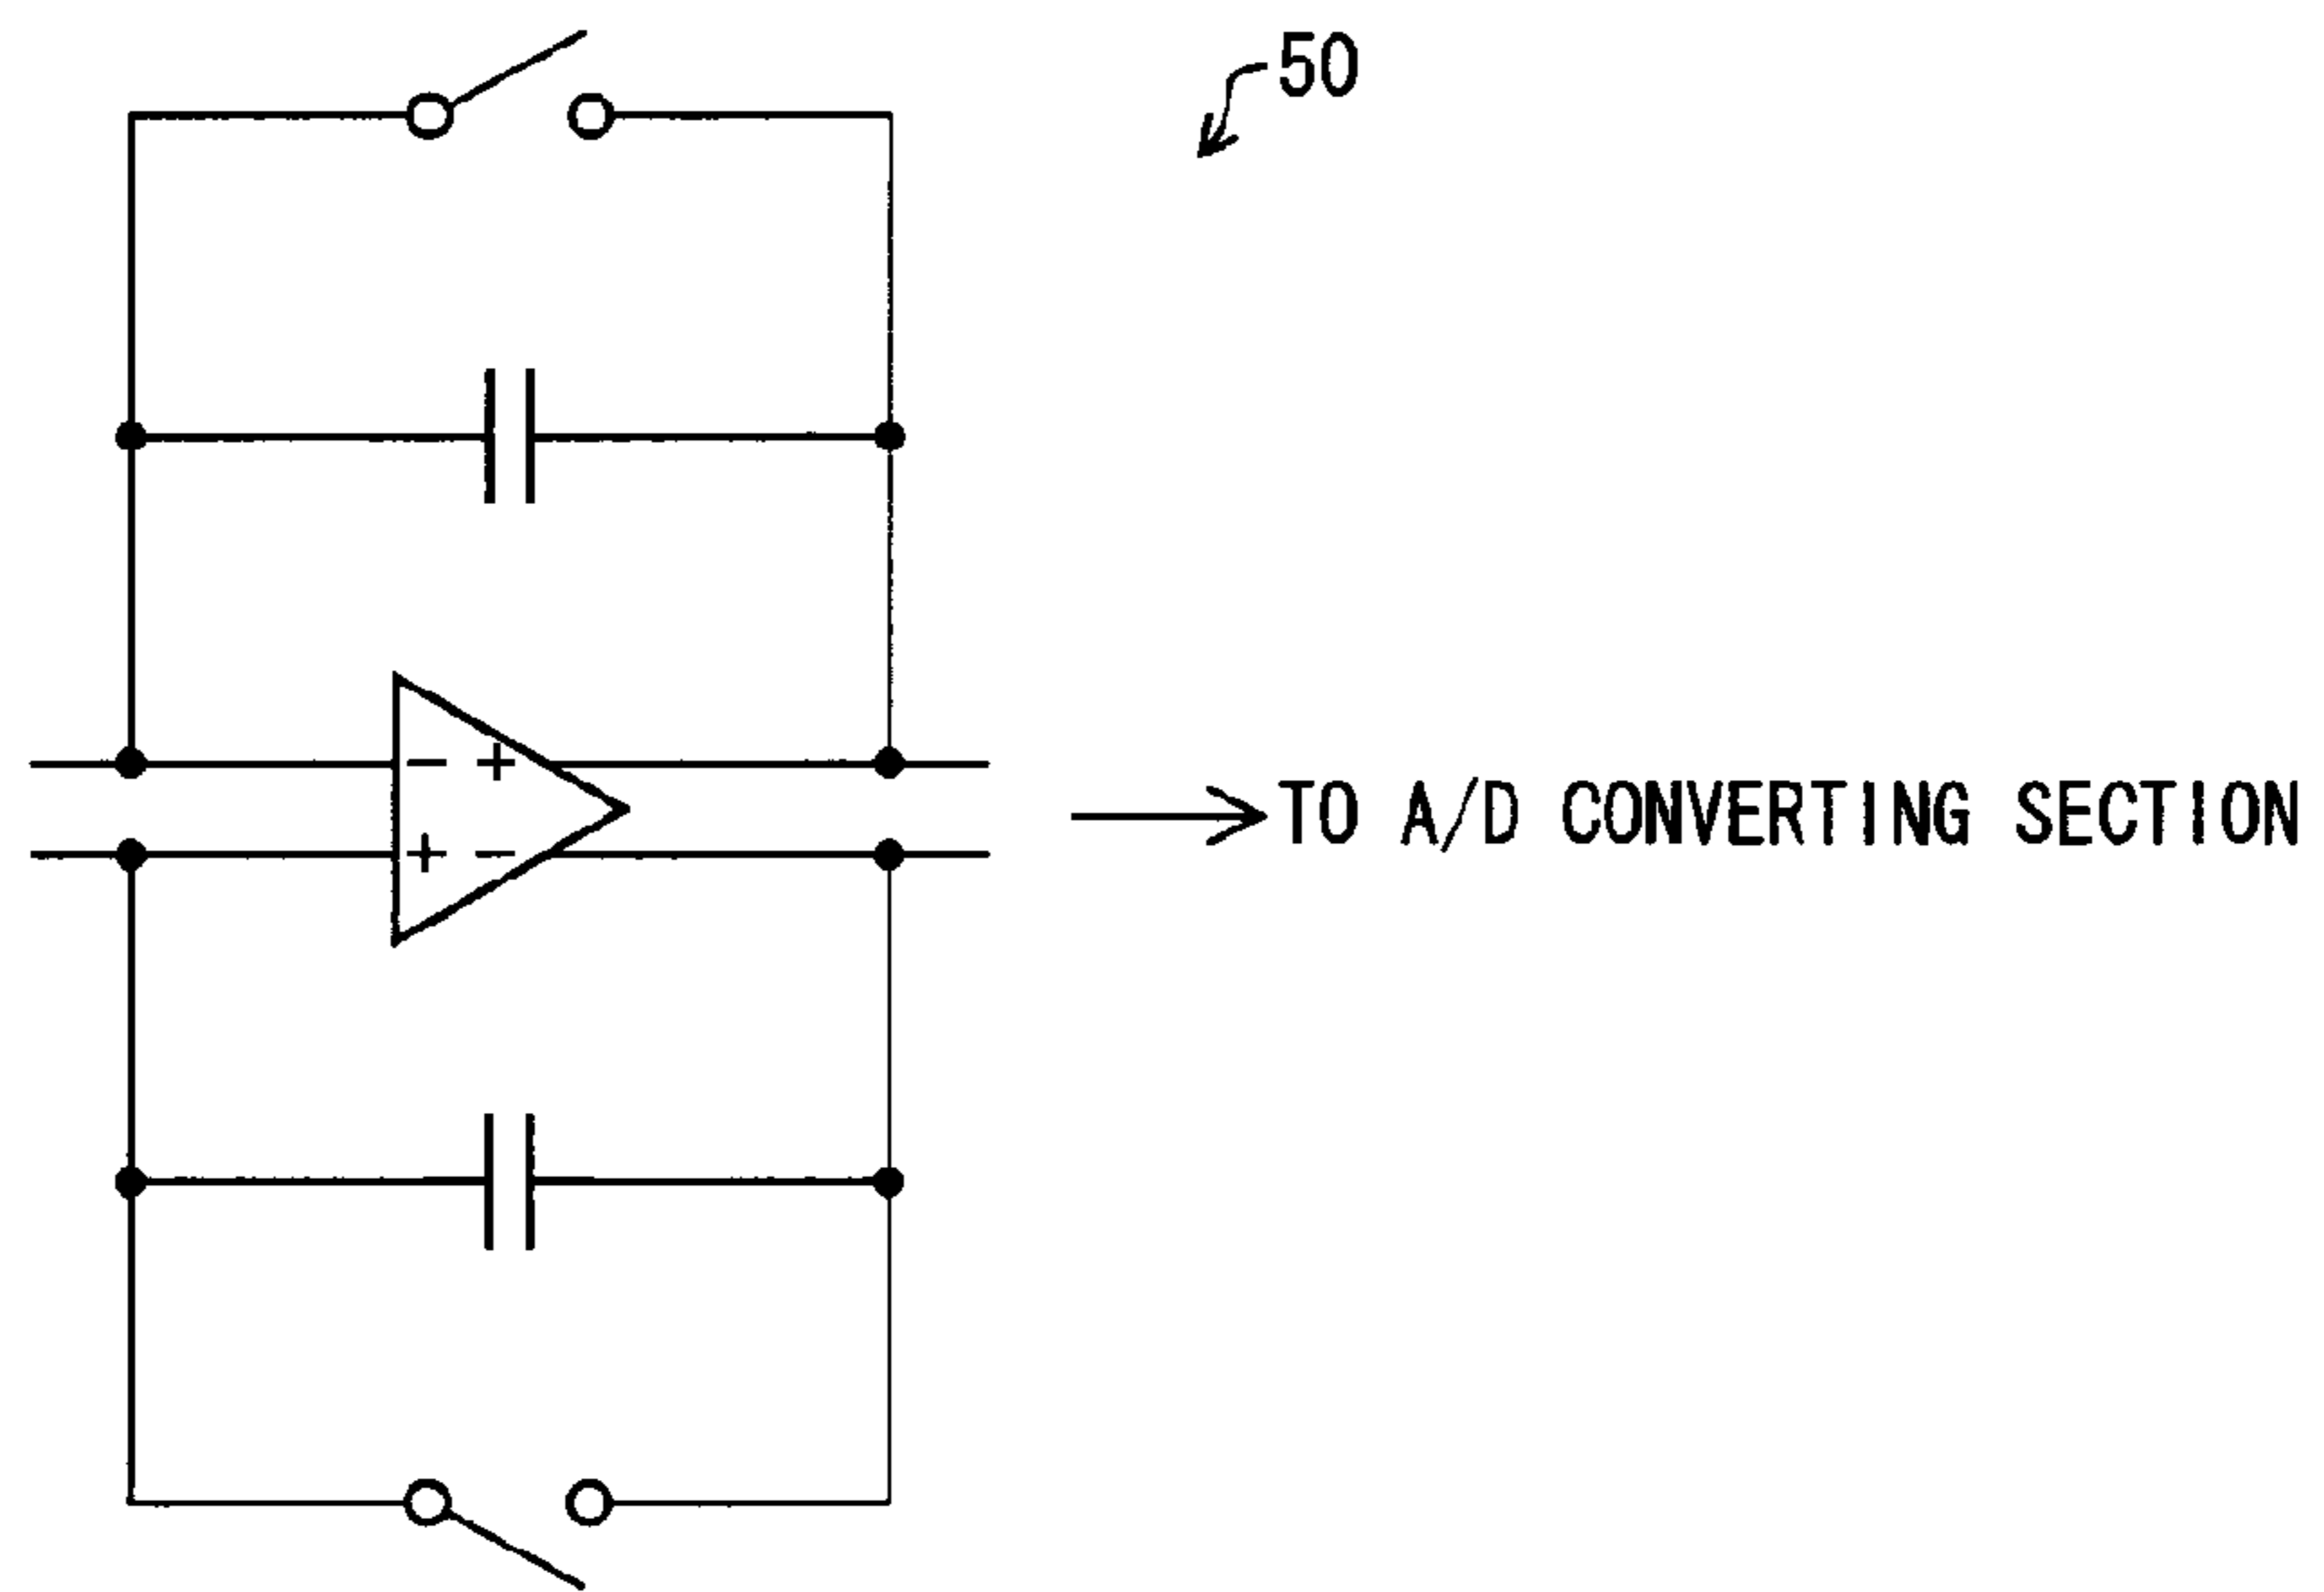 50
- +
+ -
TO A/D CONVERTING SECTION